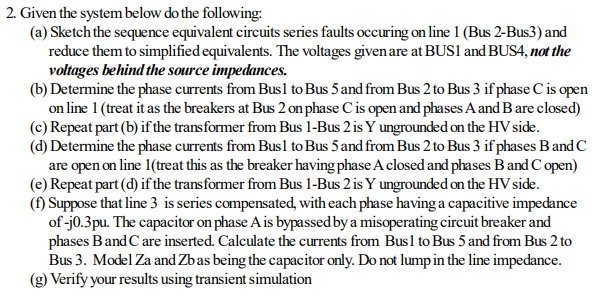 2. Given the system below do the following:
(a) Sketch the sequence equivalent circuits series faults occuring on line 1 (Bus 2-Bus3) and
reduce them to simplified equivalents. The voltages given are at BUS1 and BUS4, not the
voltages behind the source impedances.
(b) Determine the phase currents from Bus1 to Bus 5 and from Bus 2 to Bus 3 if phase C is open
on line 1 (treat it as the breakers at Bus 2 on phase C is open and phases A and B are closed)
(c) Repeat part (b) if the transformer from Bus 1-Bus 2 is Y ungrounded on the HV side.
(d) Determine the phase currents from Bus1 to Bus 5 and from Bus 2 to Bus 3 if phases B and C
are open on line 1(treat this as the breaker having phase A closed and phases B and C open)
(e) Repeat part (d) if the transformer from Bus 1-Bus 2 is Y ungrounded on the HV side.
(f) Suppose that line 3 is series compensated, with each phase having a capacitive impedance
of -j0.3pu. The capacitor on phase A is bypassed by a misoperating circuit breaker and
phases B and C are inserted. Calculate the currents from Bus1 to Bus 5 and from Bus 2 to
Bus 3. Model Za and Zb as being the capacitor only. Do not lump in the line impedance.
(g) Verify your results using transient simulation